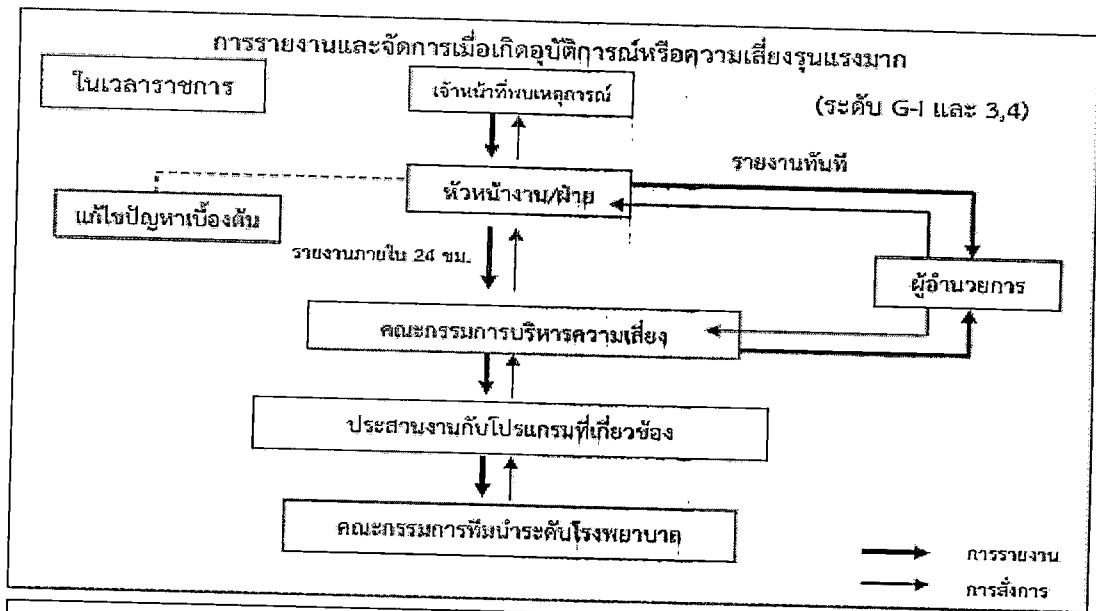 การรายงานและจัดการเมื่อเกิดอุบัติการณ์หรือความเสี่ยงรุนแรงมาก
ในเวลาราชการ
เจ้าหน้าที่พบเหตุการณ์
(ระดับ G-I และ 3,4)
รายงานทันที
หัวหน้างาน/ฝ่าย
แก้ไขปัญหาเบื้องต้น
รายงานภายใน 24 ชม.
ผู้อำนวยการ
คณะกรรมการบริหารความเสี่ยง
ประสานงานกับโปรแกรมที่เกี่ยวข้อง
คณะกรรมการทีมนำระดับโรงพยาบาล
การรายงาน
การสั่งการ